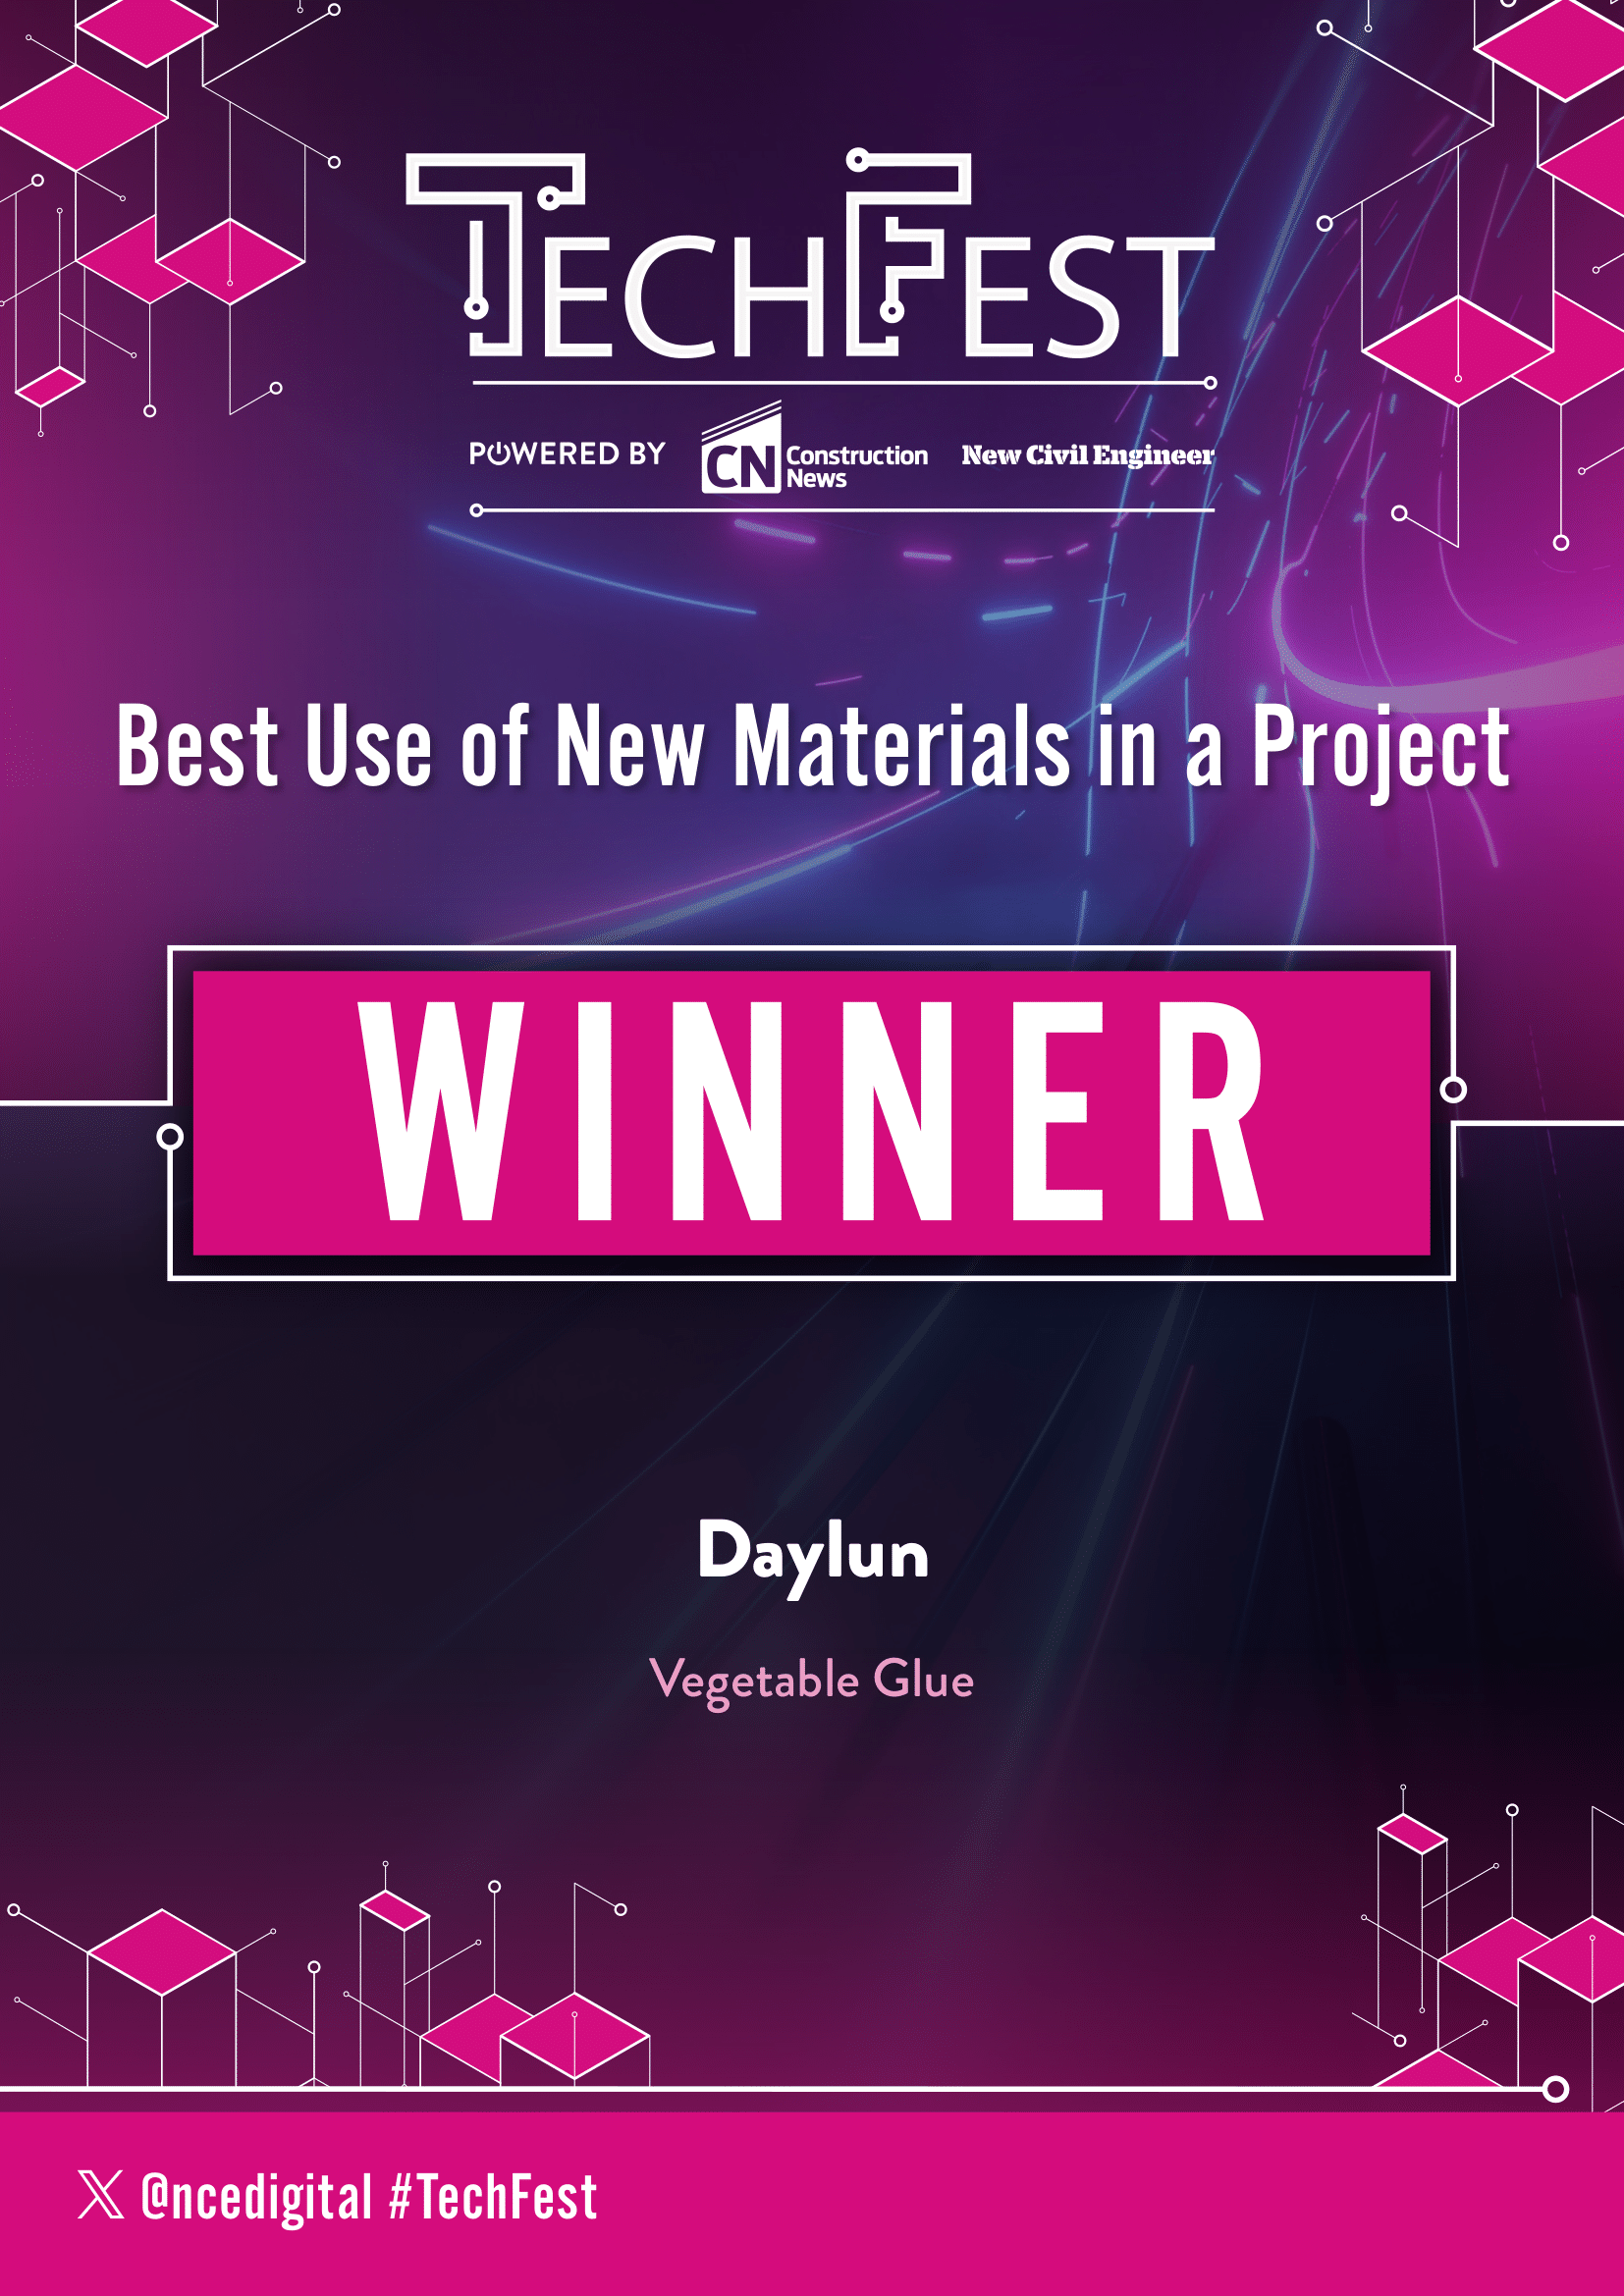 TECHFEST
POWERED BY CN Construction News New Civil Engineer
Best Use of New Materials in a Project
WINNER
Daylun
Vegetable Glue
X @ncedigital #TechFest